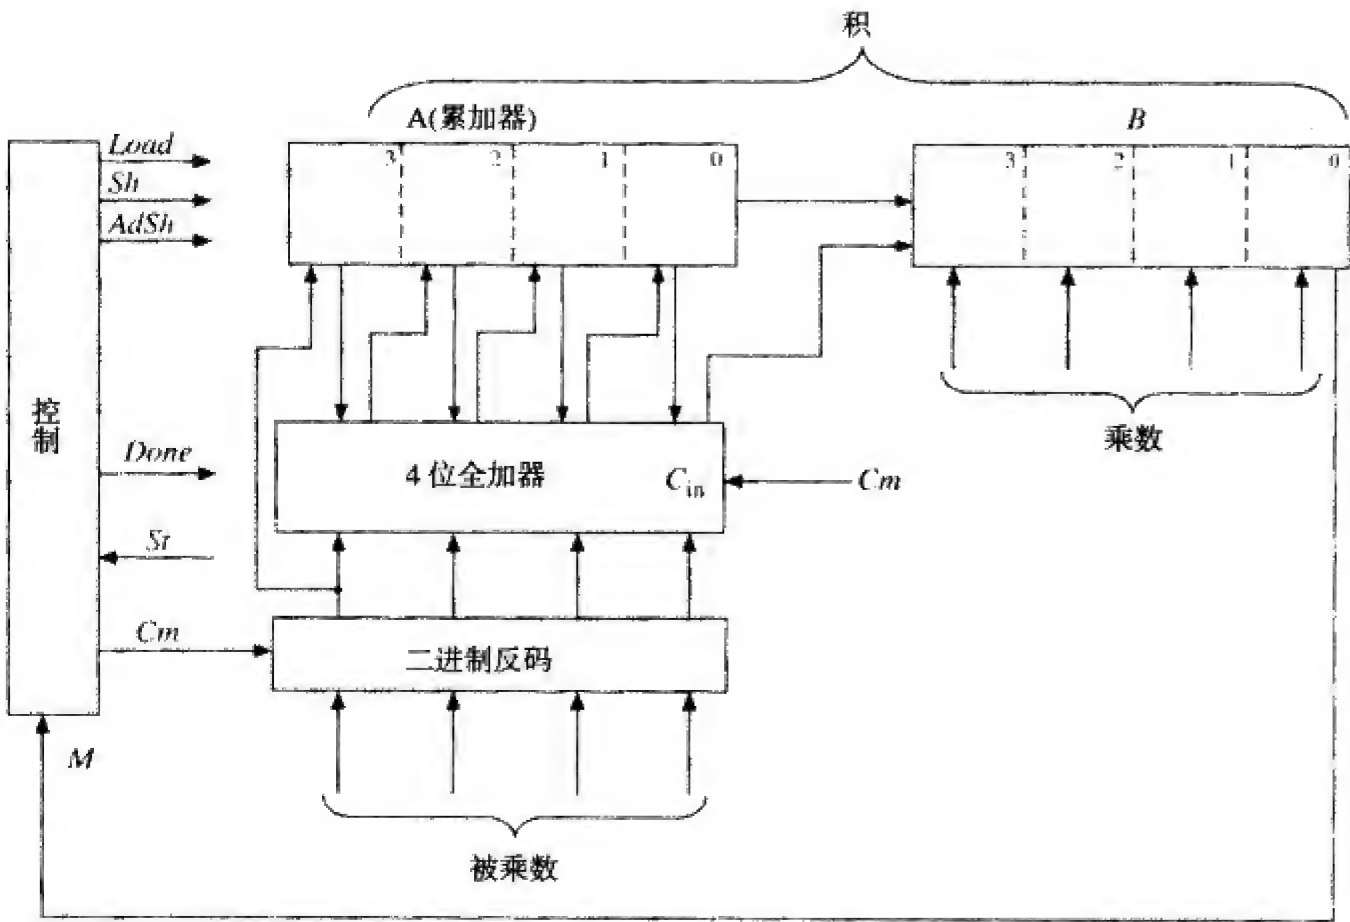 积
A(累加器)
B
Load
3 2 1 0
3 2 1 0
Sh
AdSh
控制
乘数
Done
4 位全加器
Cin
Cm
St
Cm
二进制反码
M
被乘数